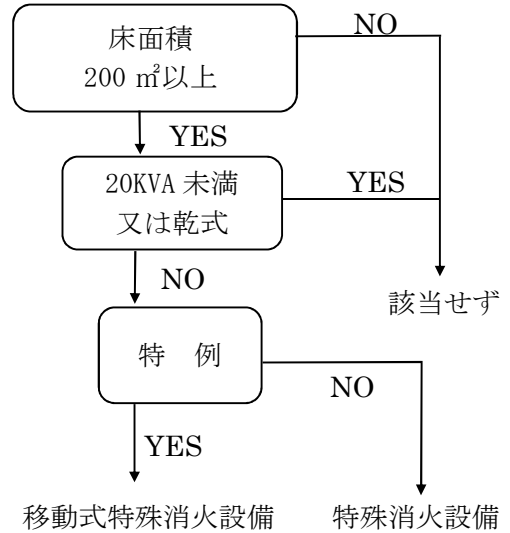 床面積
200 ㎡以上
NO
YES
20KVA 未満
又は乾式
YES
NO
該当せず
特　例
NO
YES
移動式特殊消火設備
特殊消火設備